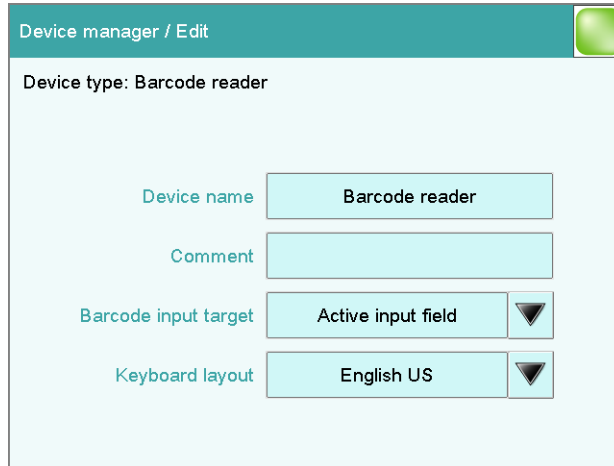 Device manager / Edit
Device type: Barcode reader
Device name Barcode reader
Comment
Barcode input target Active input field
Keyboard layout English US